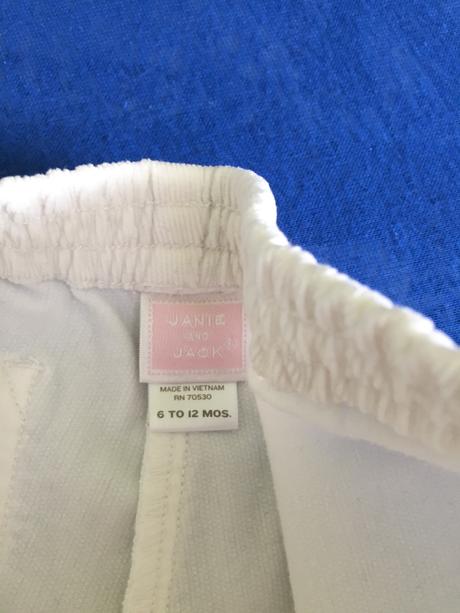 JANIE
AND
JACK®
MADE IN VIETNAM
RN 70530
6 TO 12 MOS.